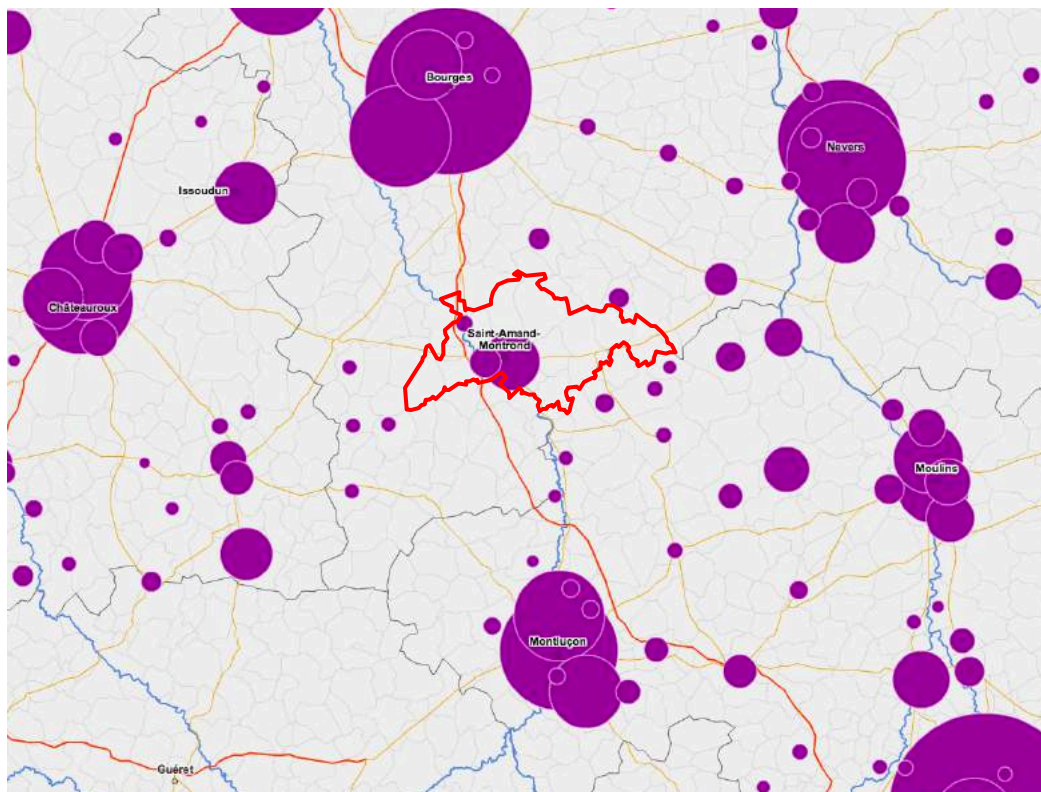 Bourges
Nevers
Issoudun
Châteauroux
Saint-Amand-
Montrond
Moulins
Montluçon
Guéret